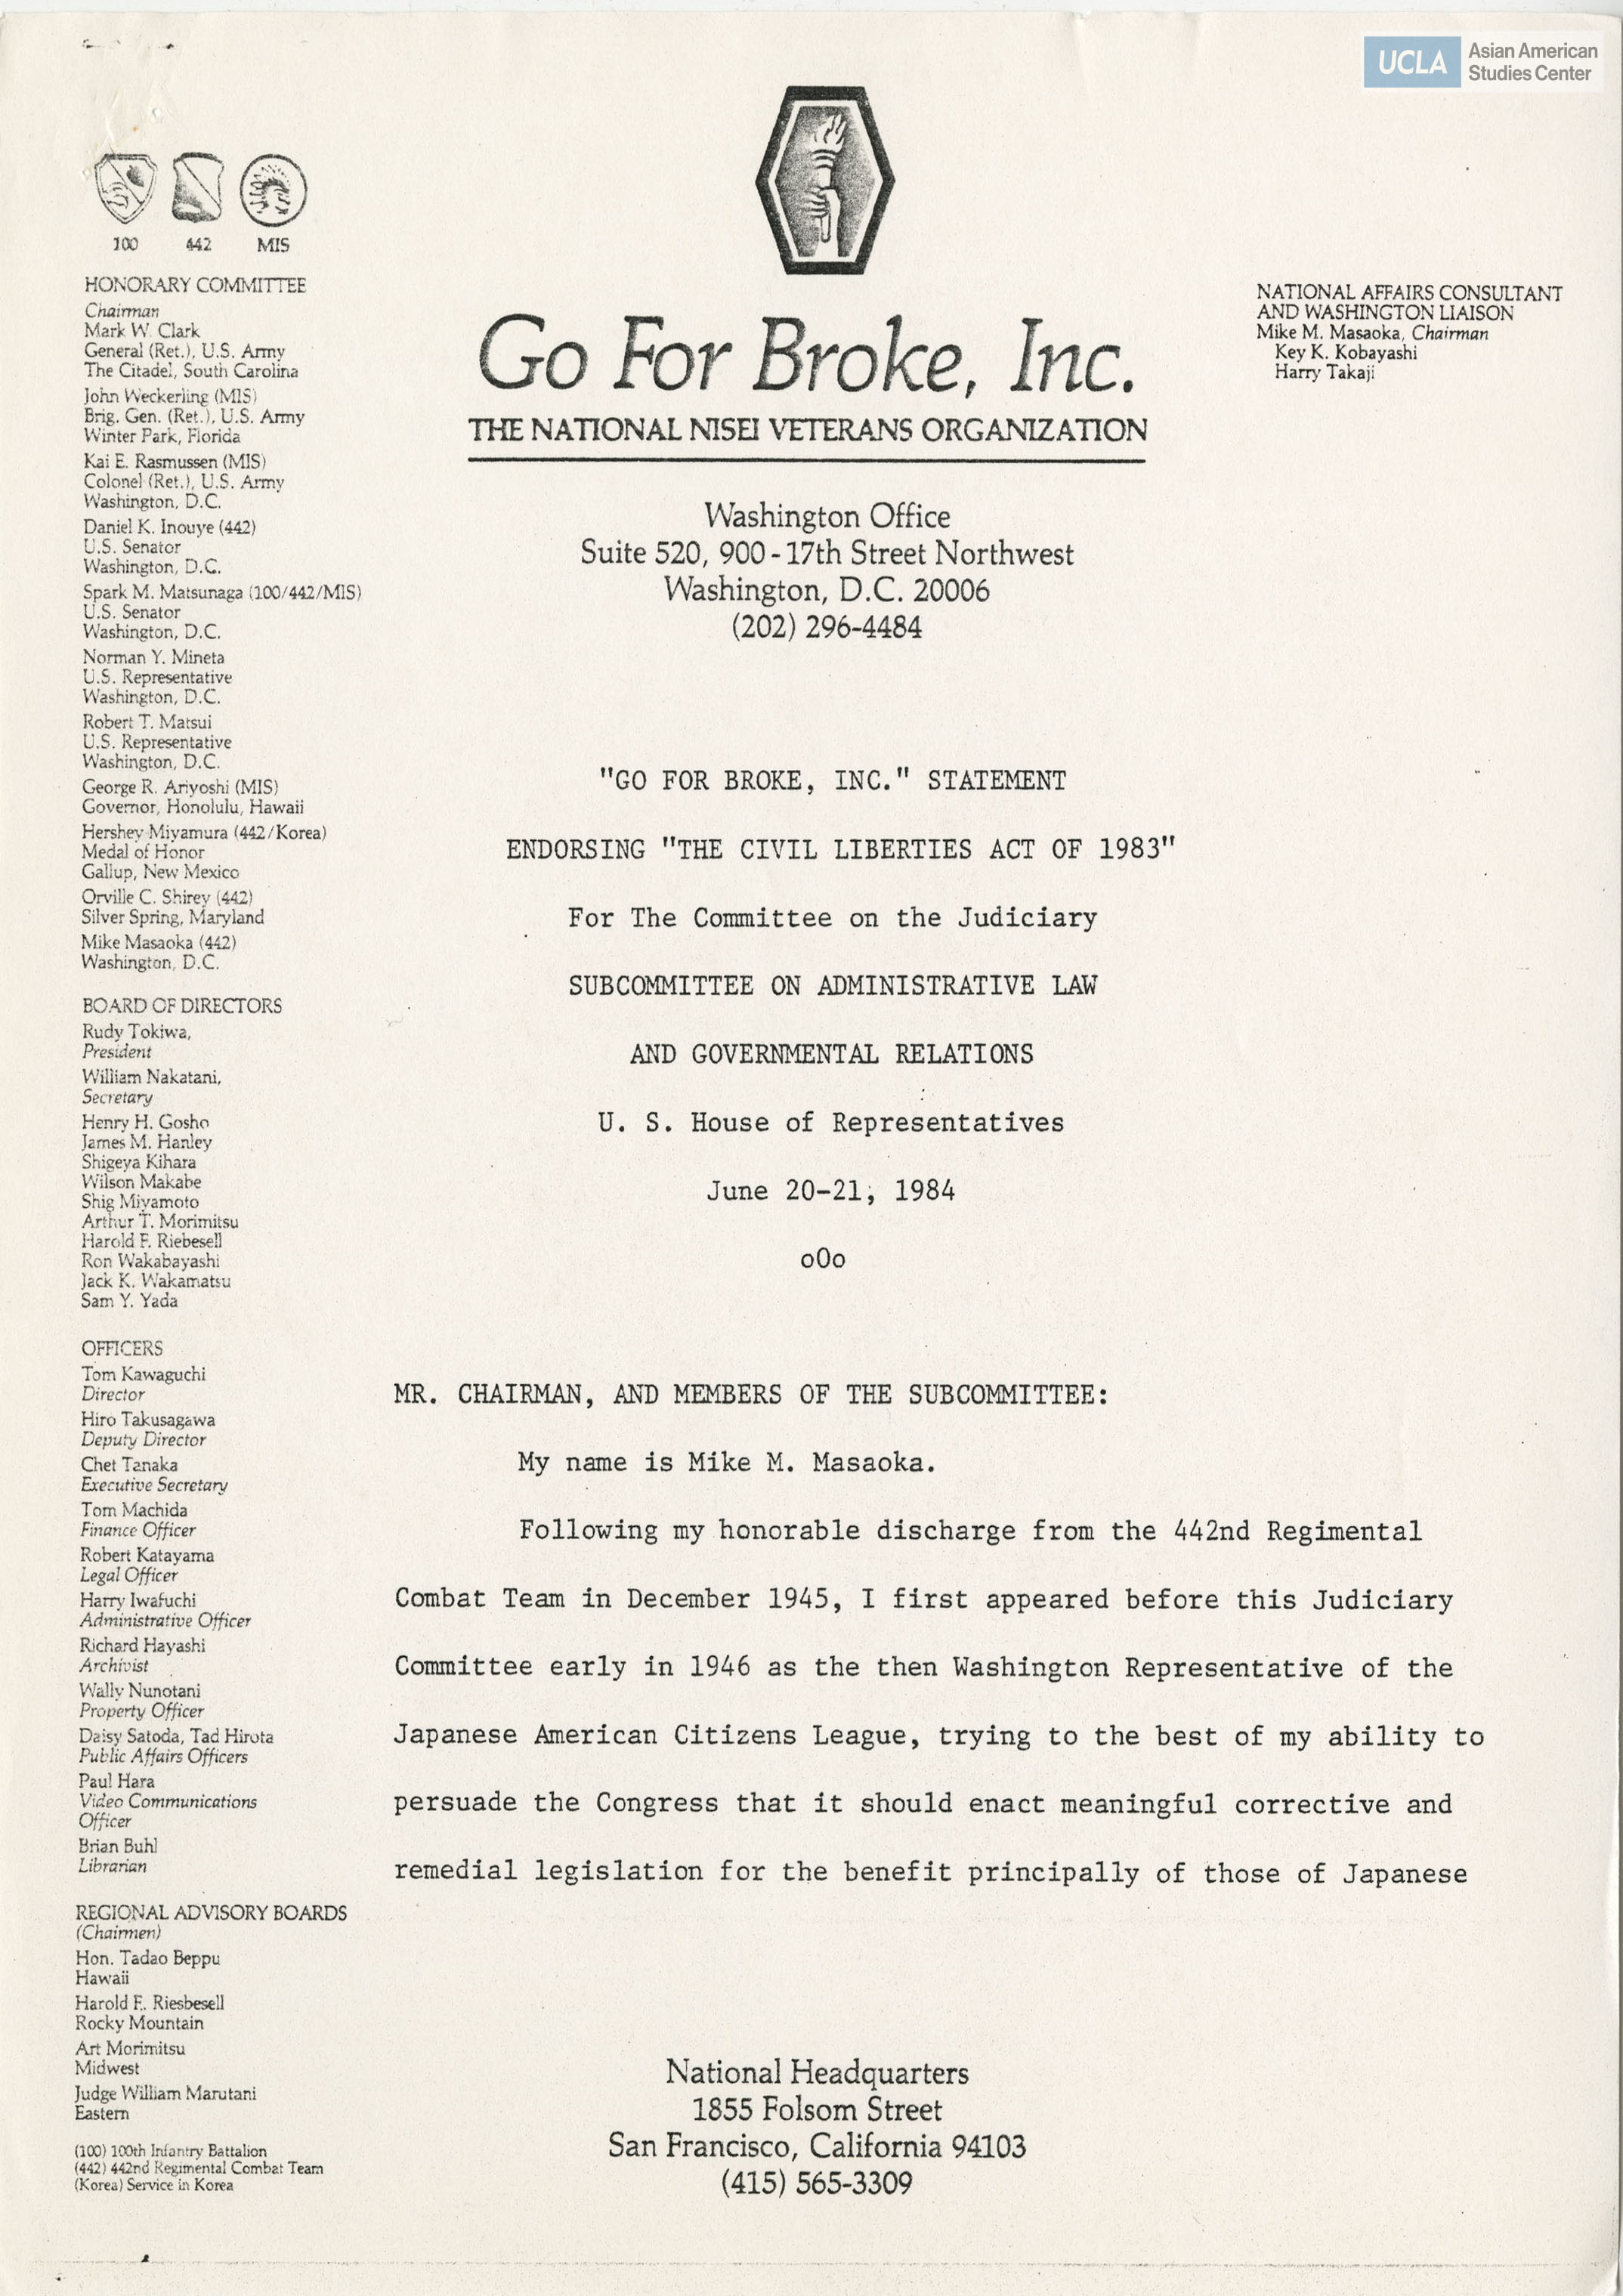 UCLA
Asian American
Studies Center
100 442 MIS
HONORARY COMMITTEE
Chairman
Mark W. Clark
General (Ret.), U.S. Army
The Citadel, South Carolina
John Weckerling (MIS)
Brig. Gen. (Ret.), U.S. Army
Winter Park, Florida
Kai E. Rasmussen (MIS)
Colonel (Ret.), U.S. Army
Washington, D.C.
Daniel K. Inouye (442)
U.S. Senator
Washington, D.C.
Spark M. Matsunaga (100/442/MIS)
U.S. Senator
Washington, D.C.
Norman Y. Mineta
U.S. Representative
Washington, D.C.
Robert T. Matsui
U.S. Representative
Washington, D.C.
George R. Ariyoshi (MIS)
Governor, Honolulu, Hawaii
Hershey Miyamura (442/Korea)
Medal of Honor
Gallup, New Mexico
Orville C. Shirey (442)
Silver Spring, Maryland
Mike Masaoka (442)
Washington, D.C.
BOARD OF DIRECTORS
Rudy Tokiwa,
President
William Nakatani,
Secretary
Henry H. Gosho
James M. Hanley
Shigeya Kihara
Wilson Makabe
Shig Miyamoto
Arthur T. Morimitsu
Harold F. Riebesell
Ron Wakabayashi
Jack K. Wakamatsu
Sam Y. Yada
OFFICERS
Tom Kawaguchi
Director
Hiro Takusagawa
Deputy Director
Chet Tanaka
Executive Secretary
Tom Machida
Finance Officer
Robert Katayama
Legal Officer
Harry Iwafuchi
Administrative Officer
Richard Hayashi
Archivist
Wally Nunotani
Property Officer
Daisy Satoda, Tad Hirota
Public Affairs Officers
Paul Hara
Video Communications
Officer
Brian Buhl
Librarian
REGIONAL ADVISORY BOARDS
(Chairmen)
Hon. Tadao Beppu
Hawaii
Harold F. Riesbesell
Rocky Mountain
Art Morimitsu
Midwest
Judge William Marutani
Eastern
(100) 100th Infantry Battalion
(442) 442nd Regimental Combat Team
(Korea) Service in Korea
Go For Broke, Inc.
THE NATIONAL NISEI VETERANS ORGANIZATION
Washington Office
Suite 520, 900 - 17th Street Northwest
Washington, D.C. 20006
(202) 296-4484
NATIONAL AFFAIRS CONSULTANT
AND WASHINGTON LIAISON
Mike M. Masaoka, Chairman
Key K. Kobayashi
Harry Takaji
"GO FOR BROKE, INC." STATEMENT
ENDORSING "THE CIVIL LIBERTIES ACT OF 1983"
For The Committee on the Judiciary
SUBCOMMITTEE ON ADMINISTRATIVE LAW
AND GOVERNMENTAL RELATIONS
U. S. House of Representatives
June 20-21, 1984
oOo
MR. CHAIRMAN, AND MEMBERS OF THE SUBCOMMITTEE:
My name is Mike M. Masaoka.
Following my honorable discharge from the 442nd Regimental
Combat Team in December 1945, I first appeared before this Judiciary
Committee early in 1946 as the then Washington Representative of the
Japanese American Citizens League, trying to the best of my ability to
persuade the Congress that it should enact meaningful corrective and
remedial legislation for the benefit principally of those of Japanese
National Headquarters
1855 Folsom Street
San Francisco, California 94103
(415) 565-3309